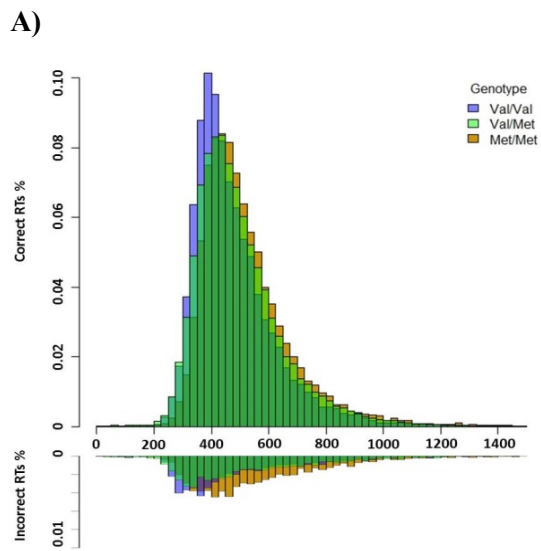 A)
Genotype
Val/Val
Val/Met
Met/Met
Correct RTs %
0.10
0.08
0.06
0.04
0.02
0
0 200 400 600 800 1000 1200 1400
Incorrect RTs %
0
0.01